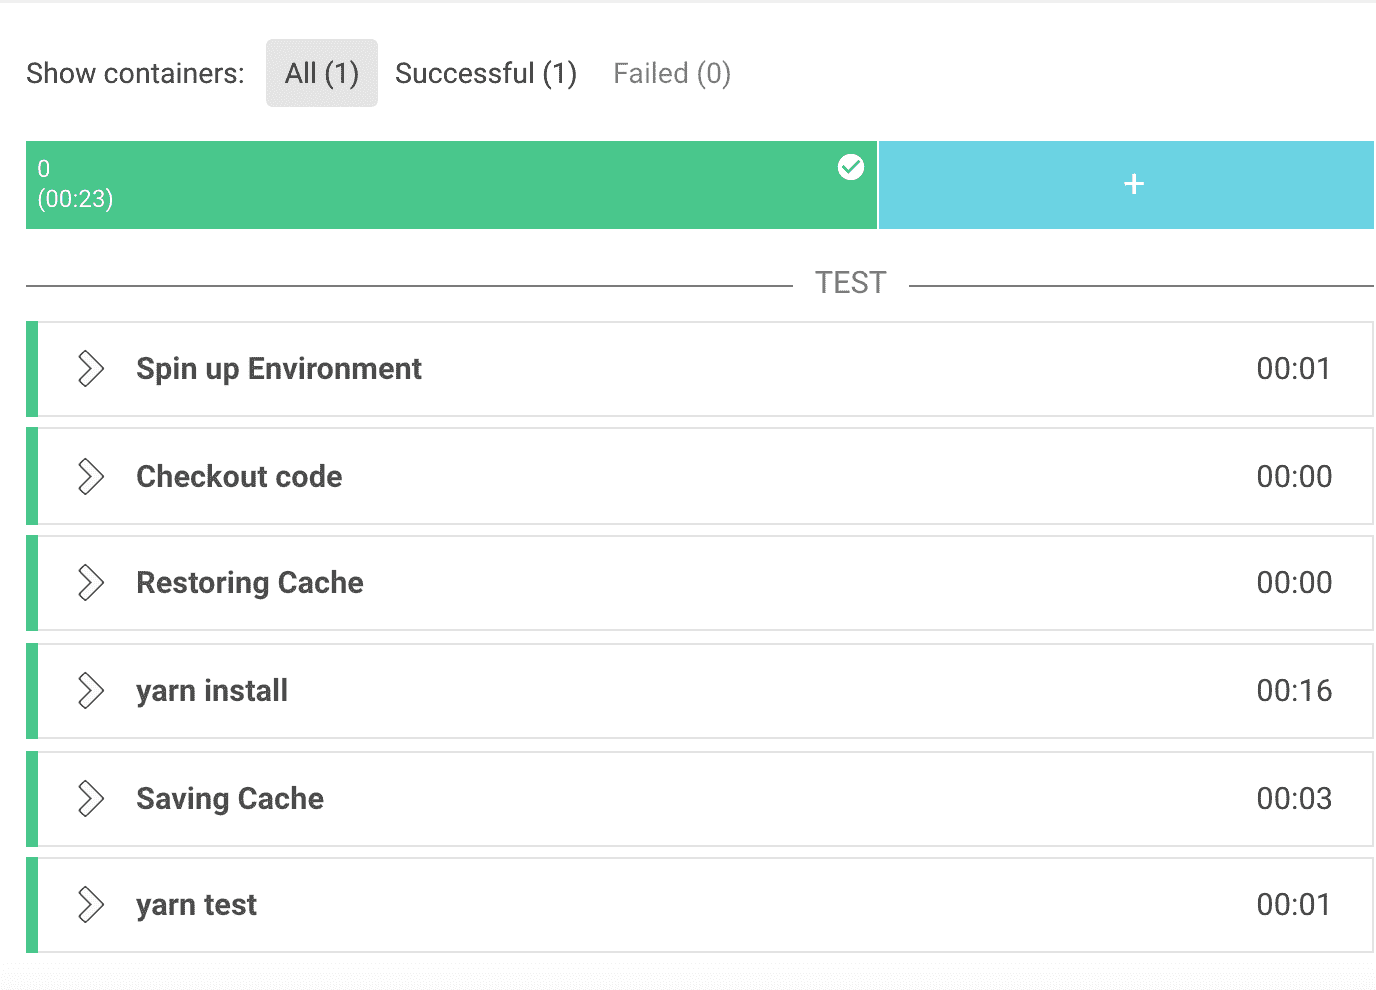 Show containers: All (1) Successful (1) Failed (0)
0
(00:23)
+
TEST
Spin up Environment 00:01
Checkout code 00:00
Restoring Cache 00:00
yarn install 00:16
Saving Cache 00:03
yarn test 00:01